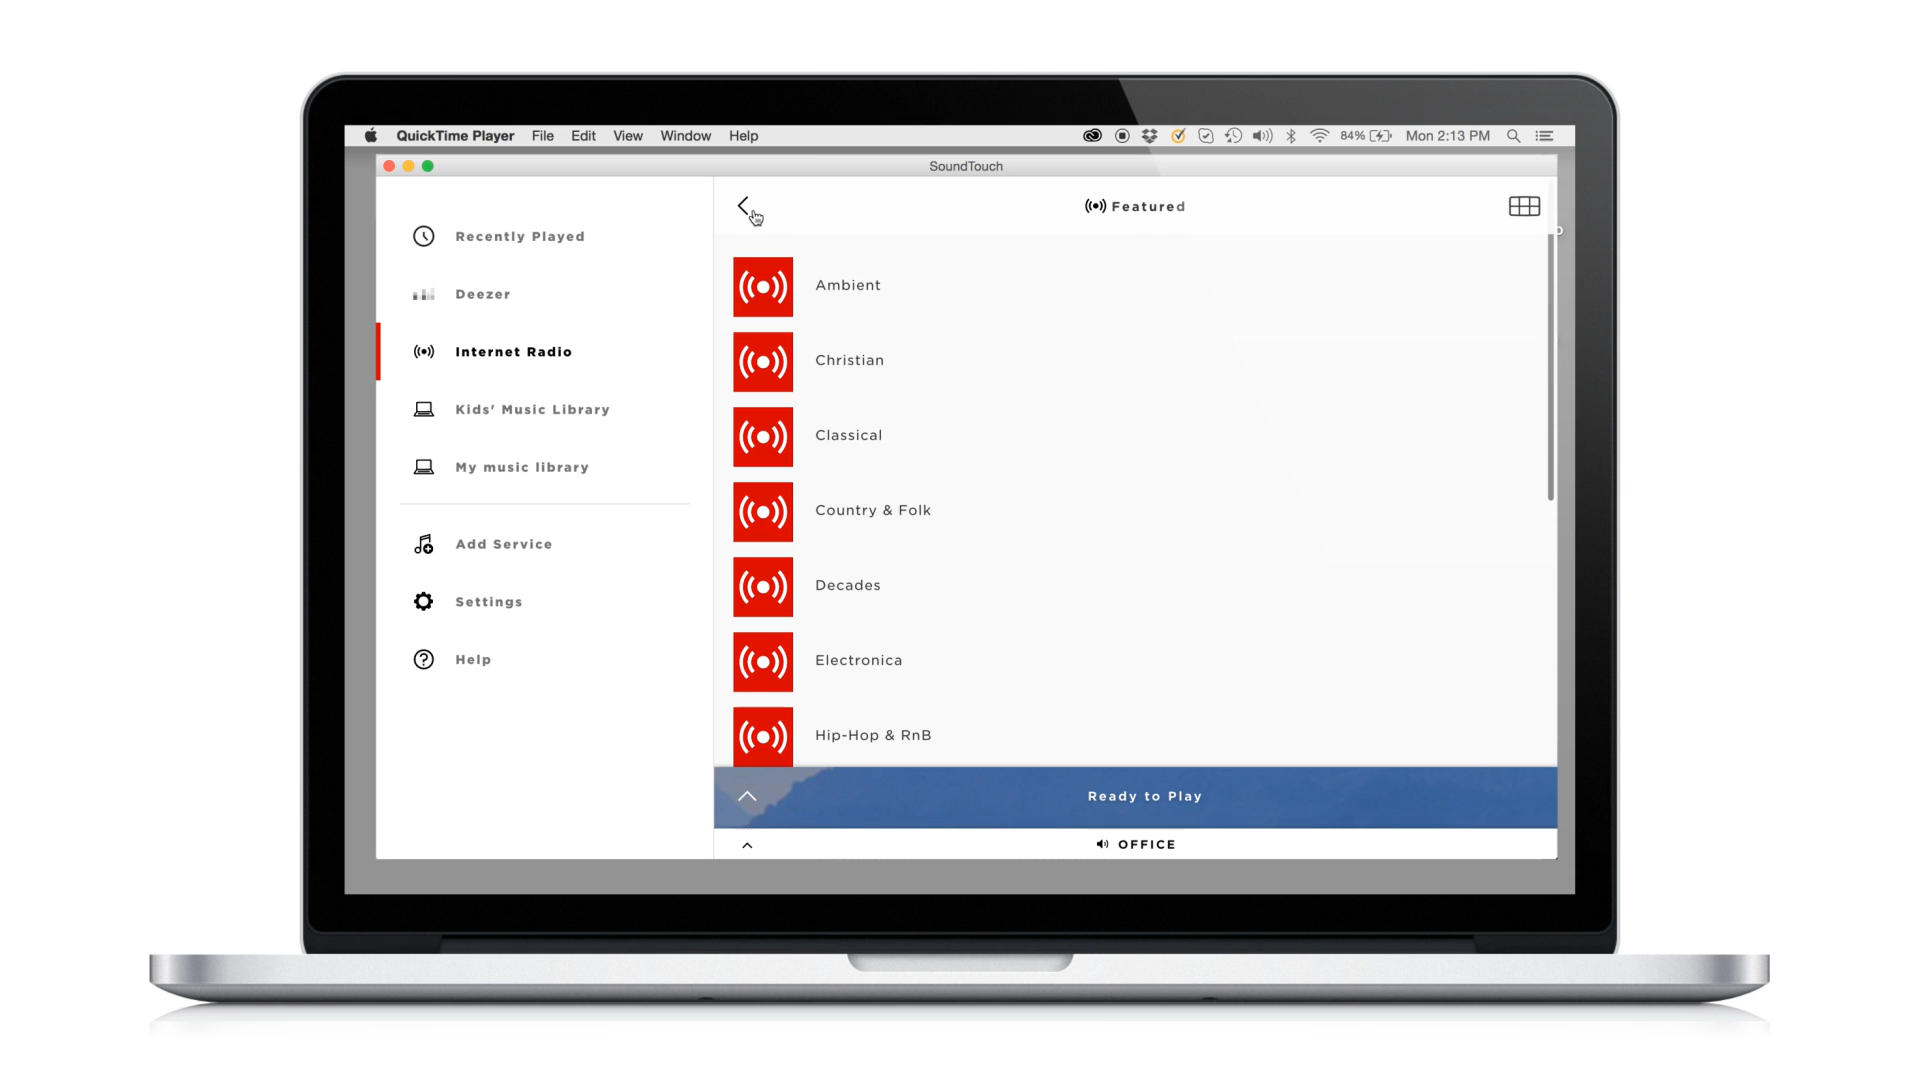 QuickTime Player File Edit View Window Help 84% Mon 2:13 PM
SoundTouch
Recently Played
Deezer
Internet Radio
Kids' Music Library
My music library
Add Service
Settings
Help
Featured
Ambient
Christian
Classical
Country & Folk
Decades
Electronica
Hip-Hop & RnB
Ready to Play
OFFICE